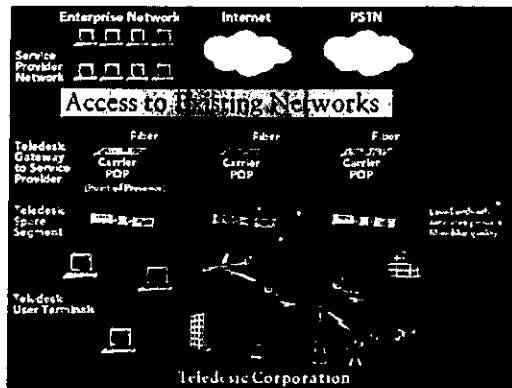 Enterprise Network
Internet
PSTN
Service
Provider
Network
Access to Existing Networks
Teledesic
Gateway
to Service
Provider
Fiber
Fiber
Fiber
Carrier
POP
(Point of Presence)
Carrier
POP
Carrier
POP
Teledesic
Space
Segment
Teledesic
User Terminals
Teledesic Corporation